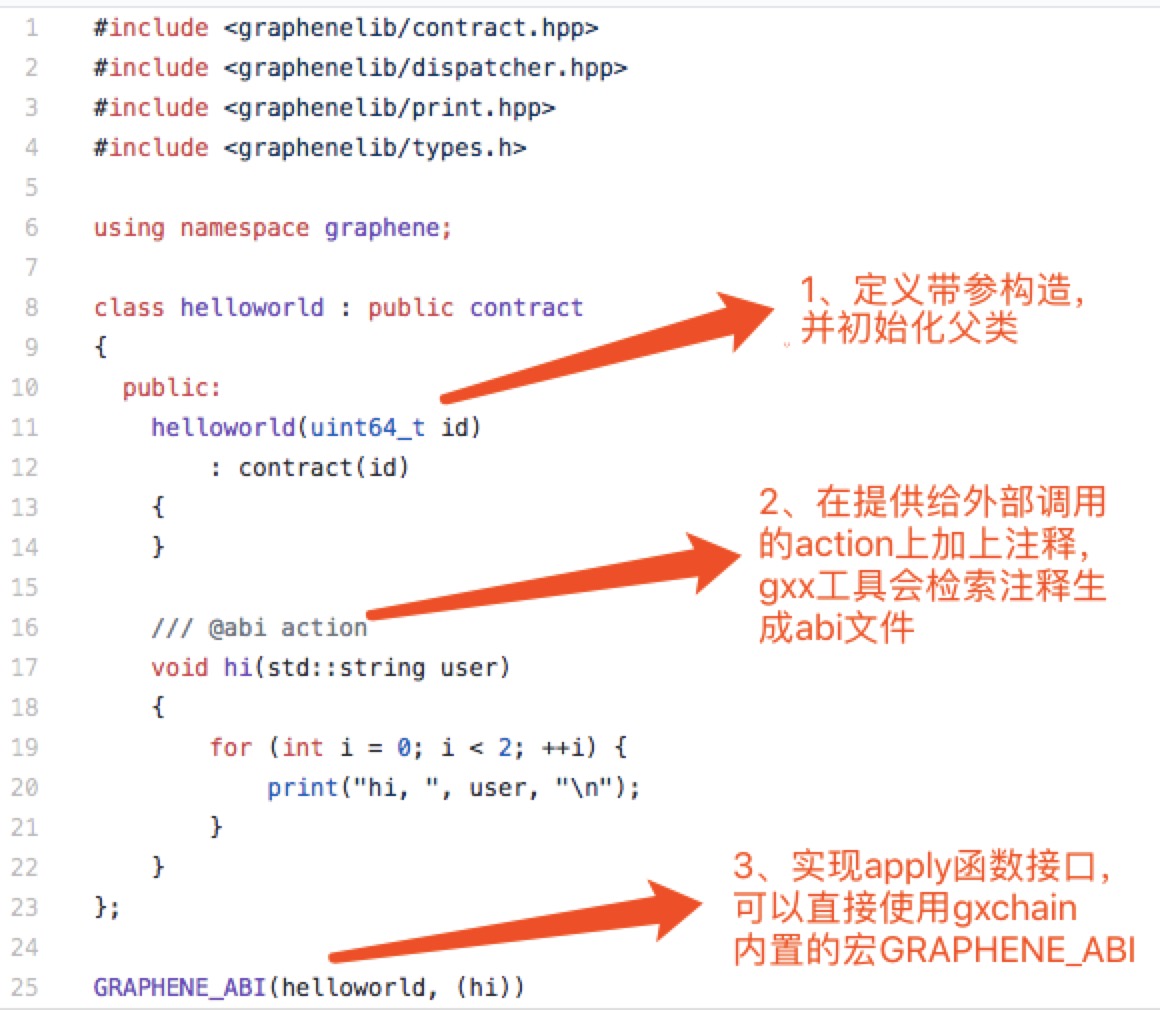 1 #include <graphenelib/contract.hpp>
2 #include <graphenelib/dispatcher.hpp>
3 #include <graphenelib/print.hpp>
4 #include <graphenelib/types.h>
5
6 using namespace graphene;
7
8 class helloworld : public contract
9 {
10   public:
11     helloworld(uint64_t id)
12         : contract(id)
13     {
14     }
15
16     /// @abi action
17     void hi(std::string user)
18     {
19         for (int i = 0; i < 2; ++i) {
20             print("hi, ", user, "\n");
21         }
22     }
23 };
24
25 GRAPHENE_ABI(helloworld, (hi))
1、定义带参构造，
并初始化父类
2、在提供给外部调用
的action上加上注释，
gxx工具会检索注释生
成abi文件
3、实现apply函数接口，
可以直接使用gxchain
内置的宏GRAPHENE_ABI